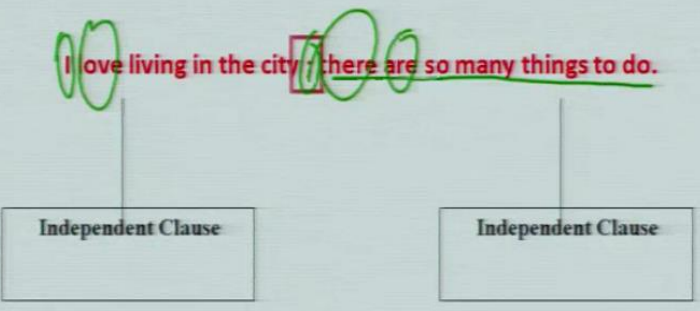 I love living in the city ; there are so many things to do.
Independent Clause
Independent Clause